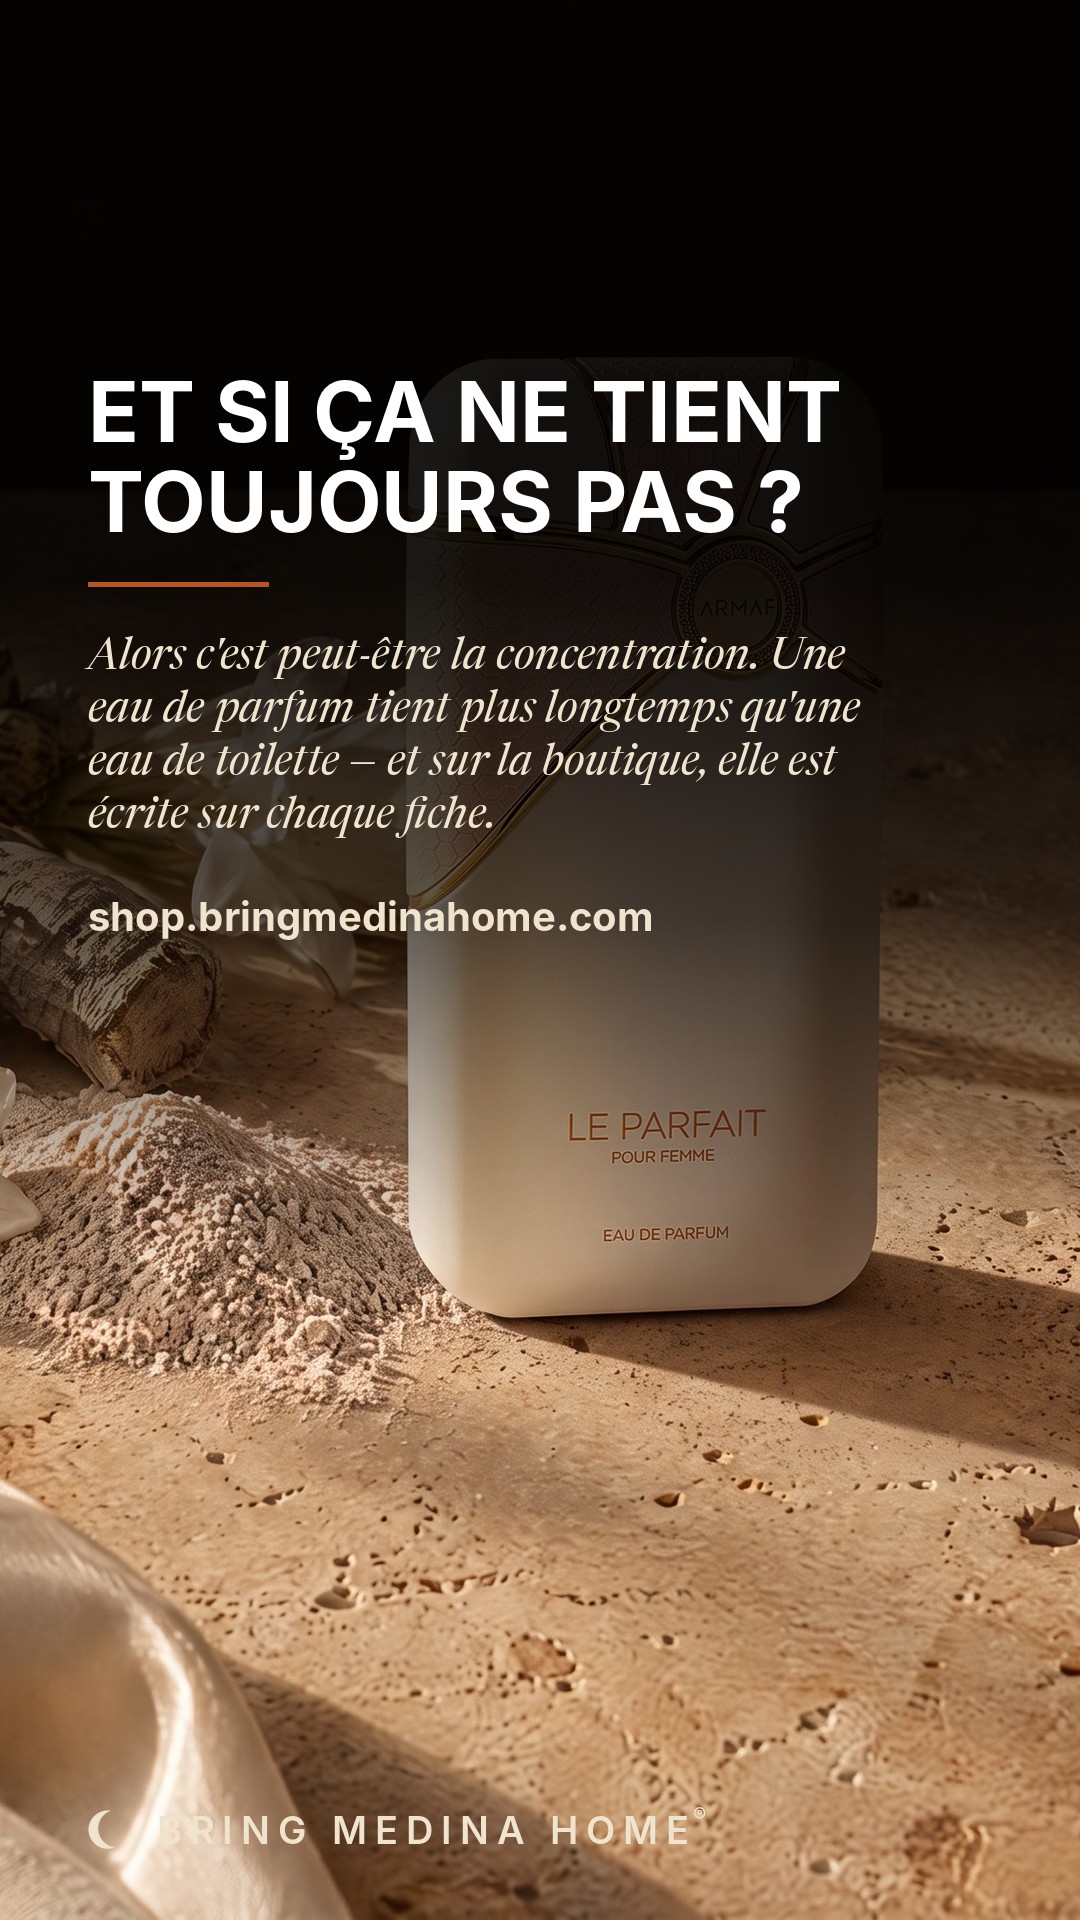 ET SI ÇA NE TIENT
TOUJOURS PAS ?
ARMAF
Alors c'est peut-être la concentration. Une
eau de parfum tient plus longtemps qu'une
eau de toilette – et sur la boutique, elle est
écrite sur chaque fiche.
shop.bringmedinahome.com
LE PARFAIT
POUR FEMME
EAU DE PARFUM
BRING MEDINA HOME®